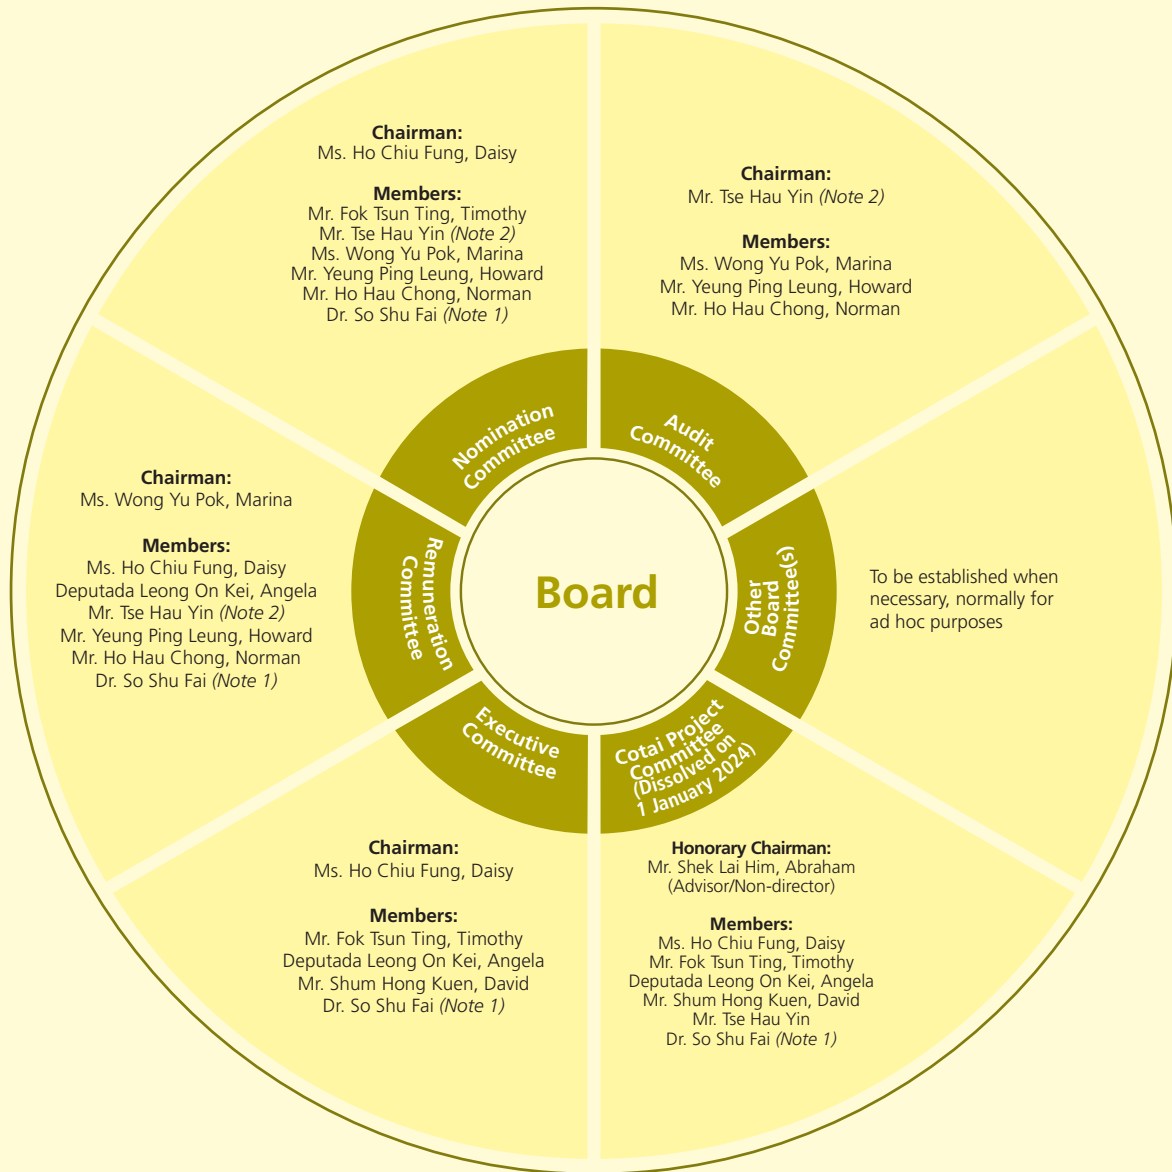 Board
Nomination
Committee
Chairman:
Ms. Ho Chiu Fung, Daisy
Members:
Mr. Fok Tsun Ting, Timothy
Mr. Tse Hau Yin (Note 2)
Ms. Wong Yu Pok, Marina
Mr. Yeung Ping Leung, Howard
Mr. Ho Hau Chong, Norman
Dr. So Shu Fai (Note 1)
Audit
Committee
Chairman:
Mr. Tse Hau Yin (Note 2)
Members:
Ms. Wong Yu Pok, Marina
Mr. Yeung Ping Leung, Howard
Mr. Ho Hau Chong, Norman
Other
Board
Committee(s)
To be established when
necessary, normally for
ad hoc purposes
Cotai Project
Committee
(Dissolved on
1 January 2024)
Honorary Chairman:
Mr. Shek Lai Him, Abraham
(Advisor/Non-director)
Members:
Ms. Ho Chiu Fung, Daisy
Mr. Fok Tsun Ting, Timothy
Deputada Leong On Kei, Angela
Mr. Shum Hong Kuen, David
Mr. Tse Hau Yin
Dr. So Shu Fai (Note 1)
Executive
Committee
Chairman:
Ms. Ho Chiu Fung, Daisy
Members:
Mr. Fok Tsun Ting, Timothy
Deputada Leong On Kei, Angela
Mr. Shum Hong Kuen, David
Dr. So Shu Fai (Note 1)
Remuneration
Committee
Chairman:
Ms. Wong Yu Pok, Marina
Members:
Ms. Ho Chiu Fung, Daisy
Deputada Leong On Kei, Angela
Mr. Tse Hau Yin (Note 2)
Mr. Yeung Ping Leung, Howard
Mr. Ho Hau Chong, Norman
Dr. So Shu Fai (Note 1)